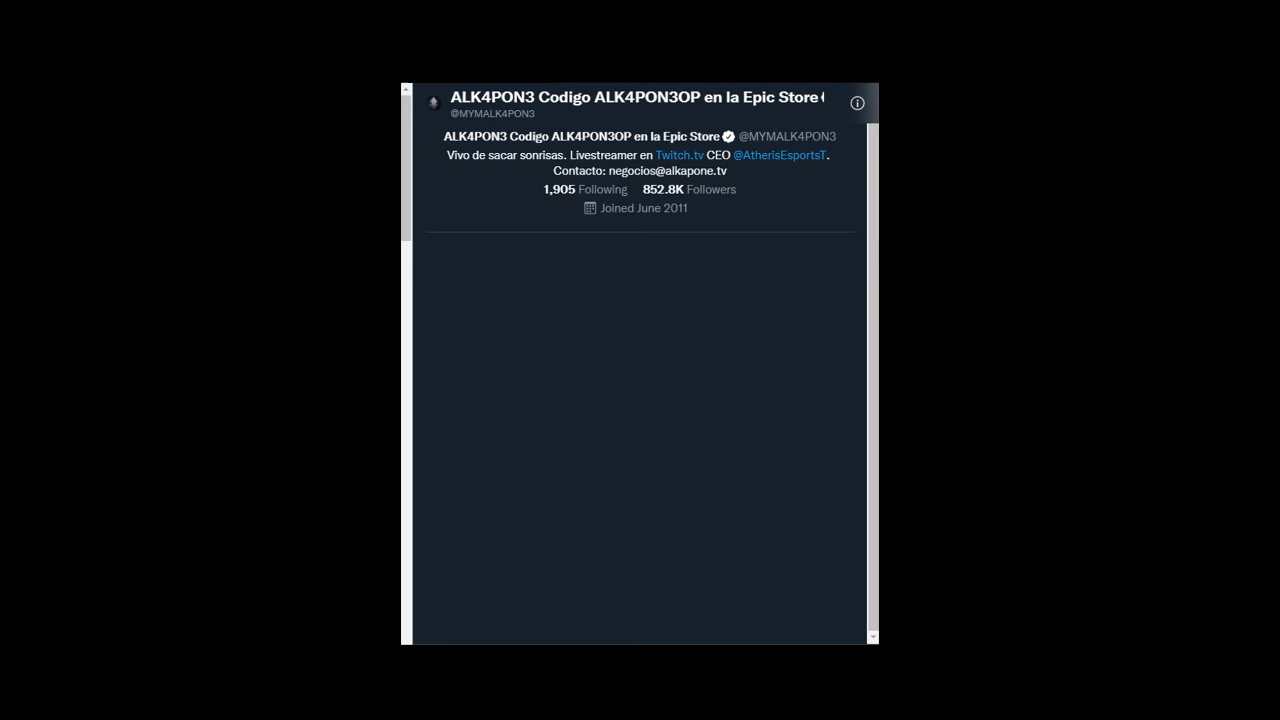 ALK4PON3 Codigo ALK4PON3OP en la Epic Store
@MYMALK4PON3
ALK4PON3 Codigo ALK4PON3OP en la Epic Store @MYMALK4PON3
Vivo de sacar sonrisas. Livestreamer en Twitch.tv CEO @AtherisEsportsT.
Contacto: negocios@alkapone.tv
1,905 Following 852.8K Followers
Joined June 2011